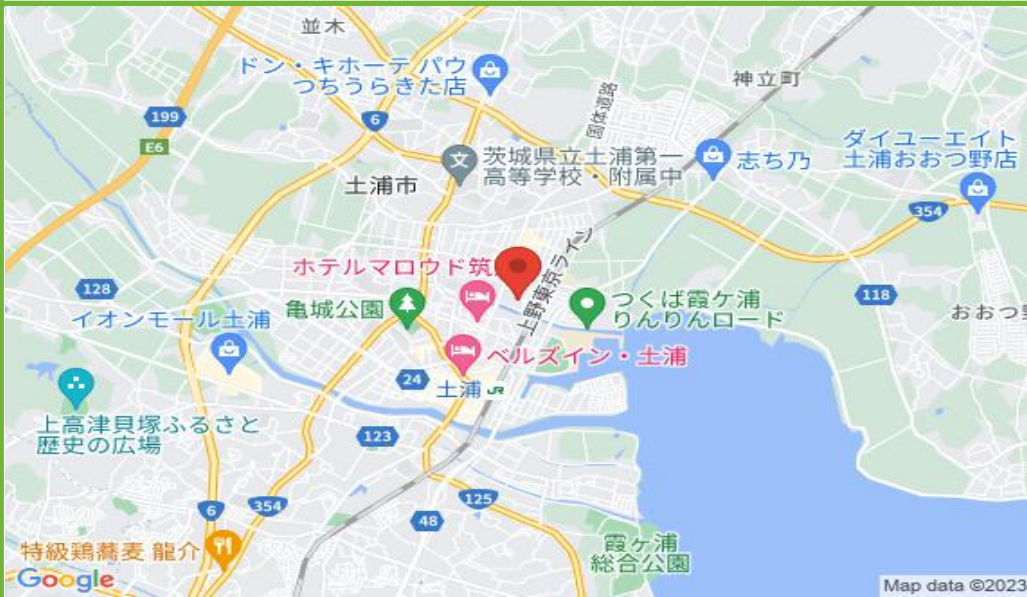 並木
ドン・キホーテ パウ
つちうらきた店
神立町
国体道路
199
6
E6
茨城県立土浦第一
高等学校・附属中
志ち乃
ダイユーエイト
土浦おおつ野店
土浦市
354
ホテルマロウド筑
上野東京ライン
128
亀城公園
つくば霞ケ浦
りんりんロード
118
おおつ野
イオンモール土浦
ベルズイン・土浦
24
土浦 JR
上高津貝塚ふるさと
歴史の広場
123
6
354
125
48
特級鶏蕎麦 龍介
霞ヶ浦
総合公園
Google
Map data ©2023